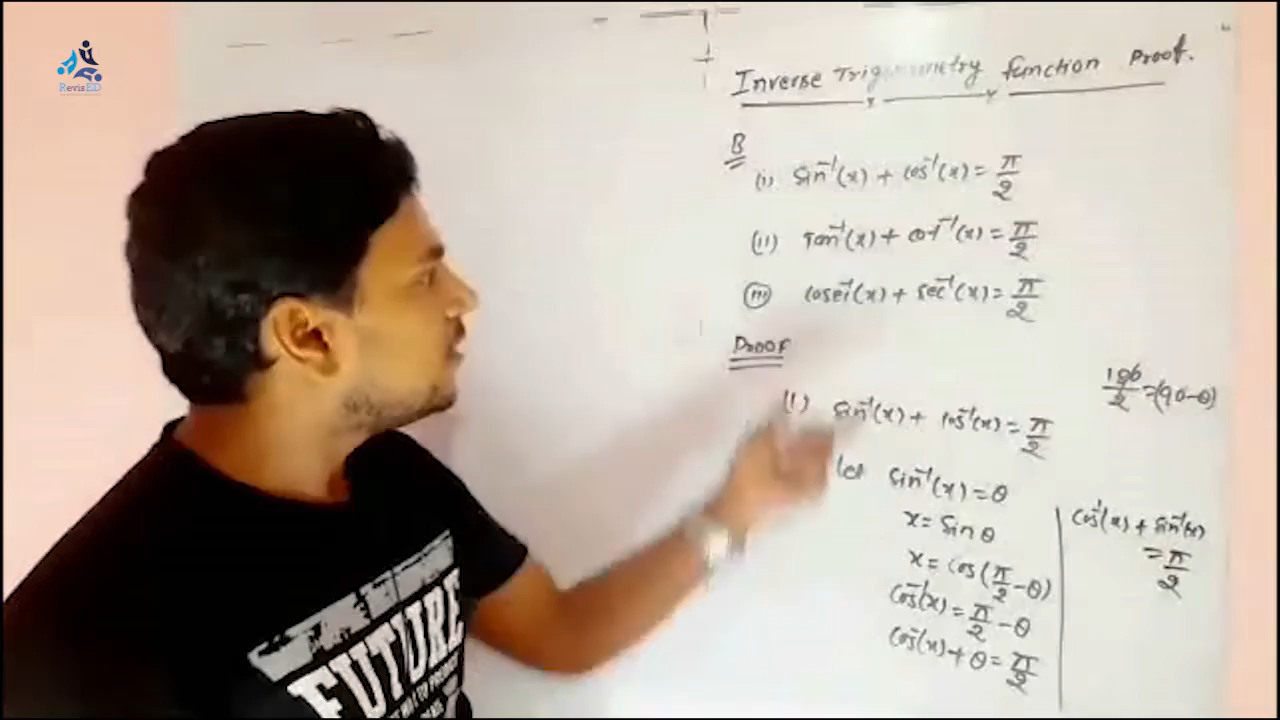 RevisED
Inverse Trigonometry function Proof.
B
(i) sin⁻¹(x) + cos⁻¹(x) = π/2
(ii) tan⁻¹(x) + cot⁻¹(x) = π/2
(iii) cosec⁻¹(x) + sec⁻¹(x) = π/2
Proof
(i) sin⁻¹(x) + cos⁻¹(x) = π/2
let sin⁻¹(x) = θ
x = sin θ
x = cos(π/2 - θ)
cos⁻¹(x) = π/2 - θ
cos⁻¹(x) + θ = π/2
/2 = (90-θ)
cos⁻¹(x) + sin⁻¹(x)
= π/2
FUTURE